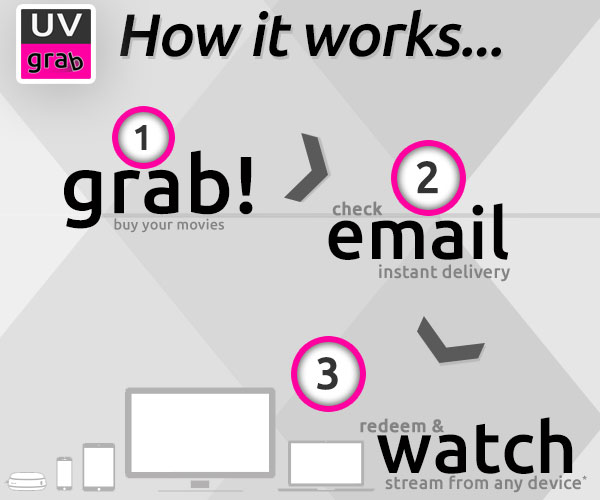 UV
grab
How it works...
1
grab!
buy your movies
2
check
email
instant delivery
3
redeem &
watch
stream from any device*